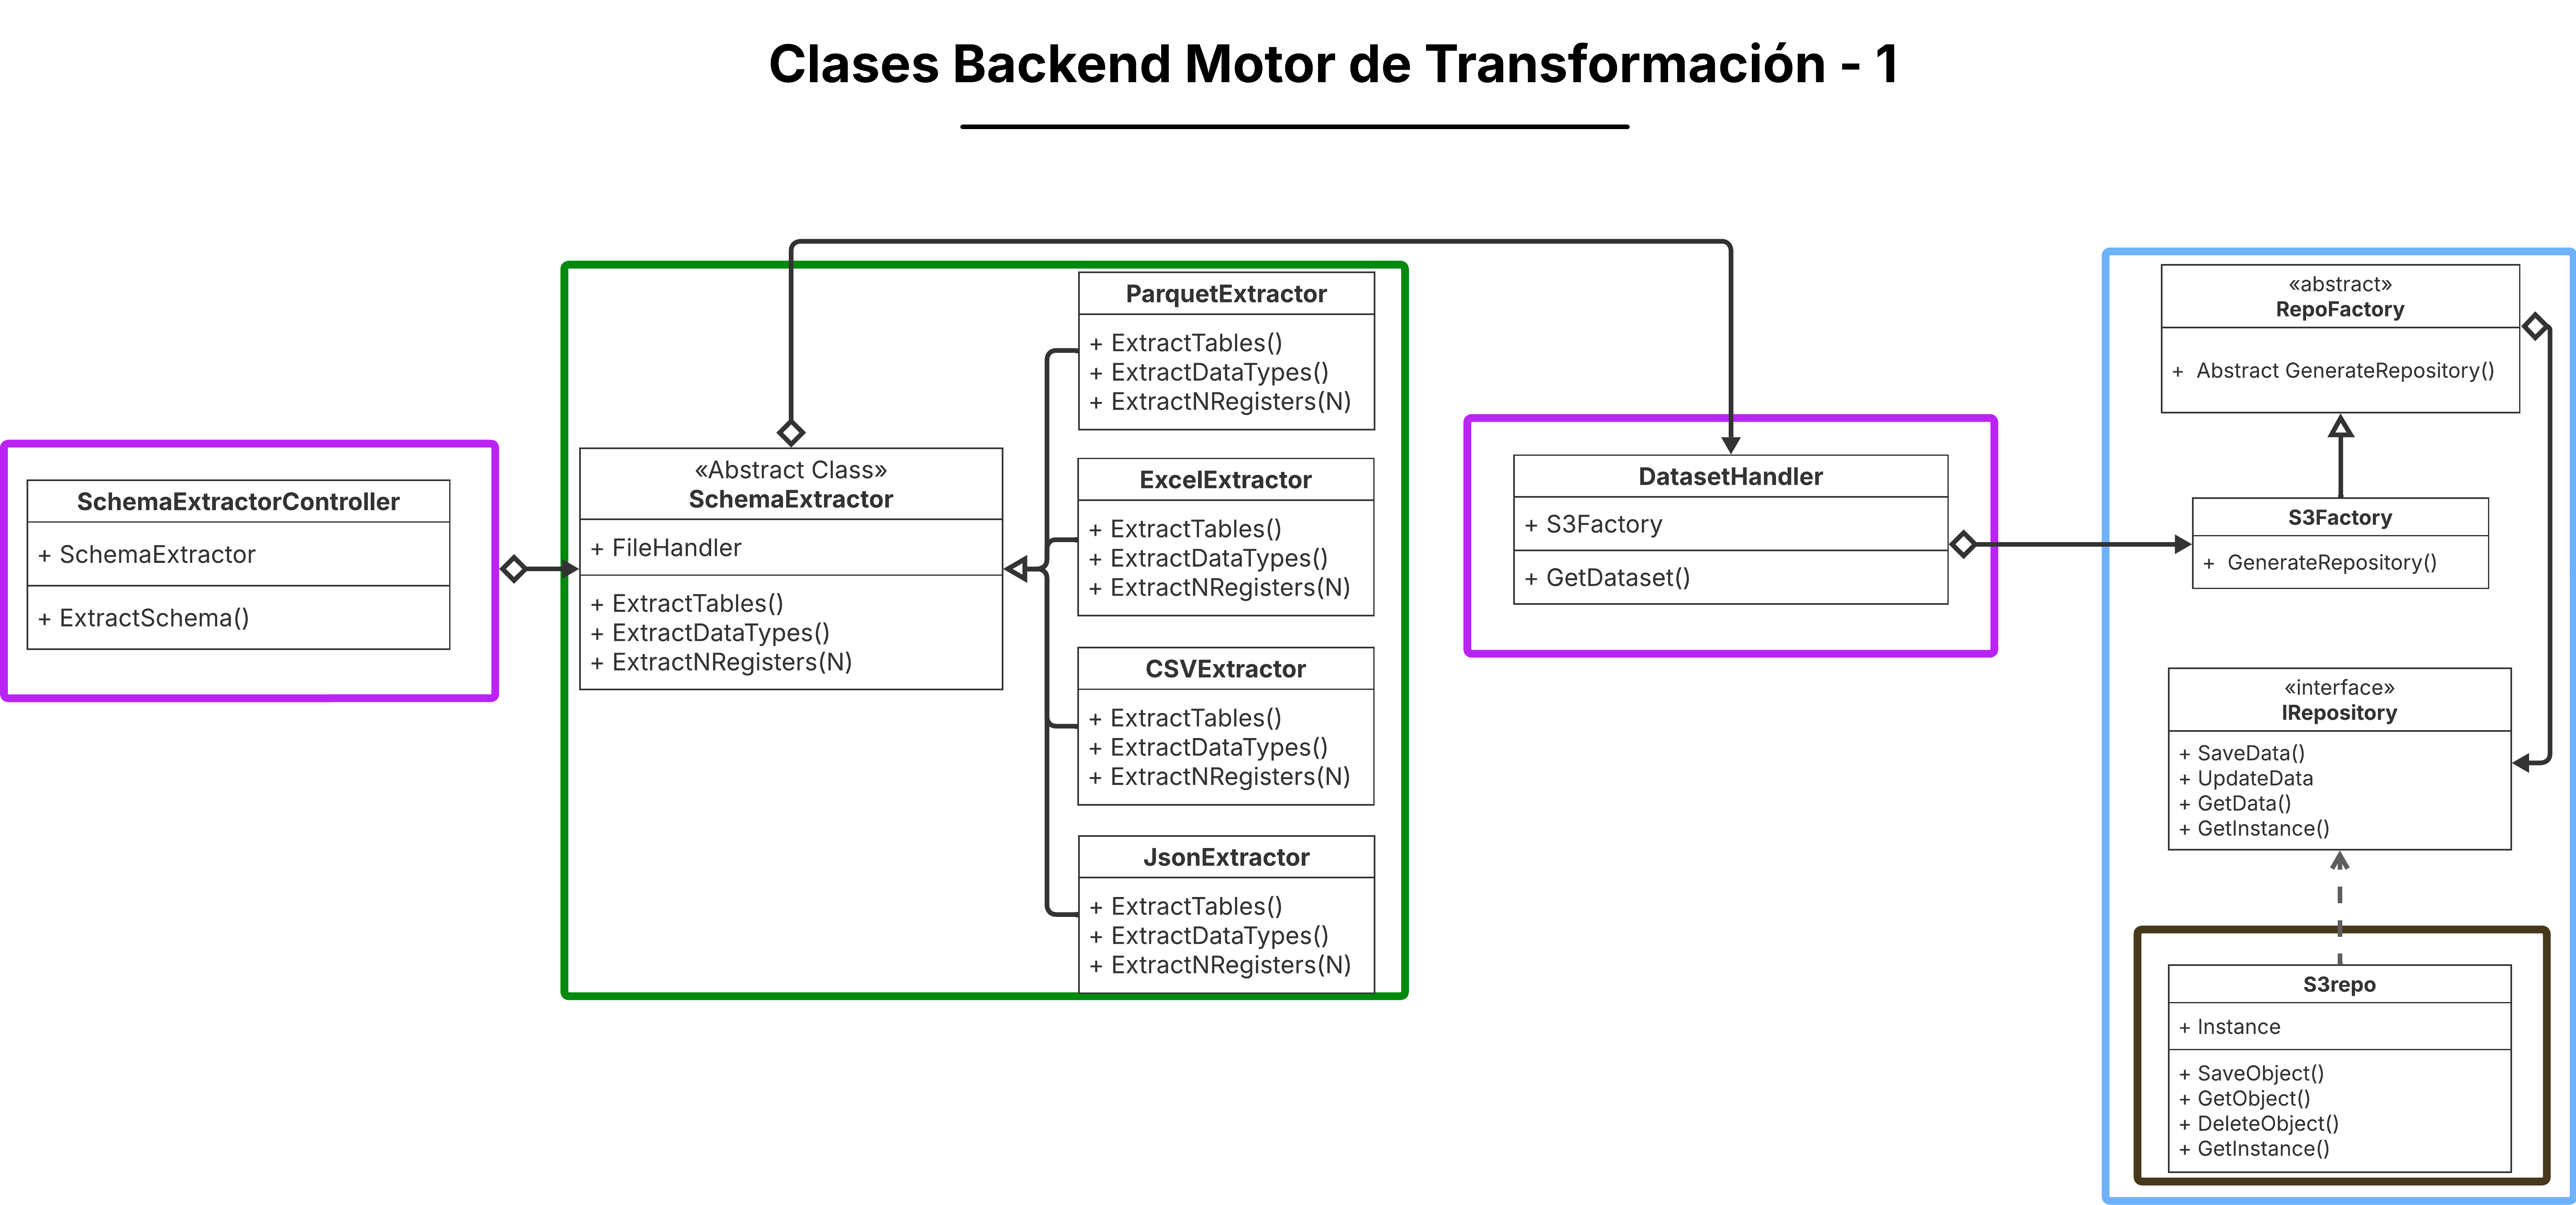 Clases Backend Motor de Transformación - 1
SchemaExtractorController
+ SchemaExtractor
+ ExtractSchema()
«Abstract Class»
SchemaExtractor
+ FileHandler
+ ExtractTables()
+ ExtractDataTypes()
+ ExtractNRegisters(N)
ParquetExtractor
+ ExtractTables()
+ ExtractDataTypes()
+ ExtractNRegisters(N)
ExcelExtractor
+ ExtractTables()
+ ExtractDataTypes()
+ ExtractNRegisters(N)
CSVExtractor
+ ExtractTables()
+ ExtractDataTypes()
+ ExtractNRegisters(N)
JsonExtractor
+ ExtractTables()
+ ExtractDataTypes()
+ ExtractNRegisters(N)
DatasetHandler
+ S3Factory
+ GetDataset()
«abstract»
RepoFactory
+ Abstract GenerateRepository()
S3Factory
+ GenerateRepository()
«interface»
IRepository
+ SaveData()
+ UpdateData
+ GetData()
+ GetInstance()
S3repo
+ Instance
+ SaveObject()
+ GetObject()
+ DeleteObject()
+ GetInstance()